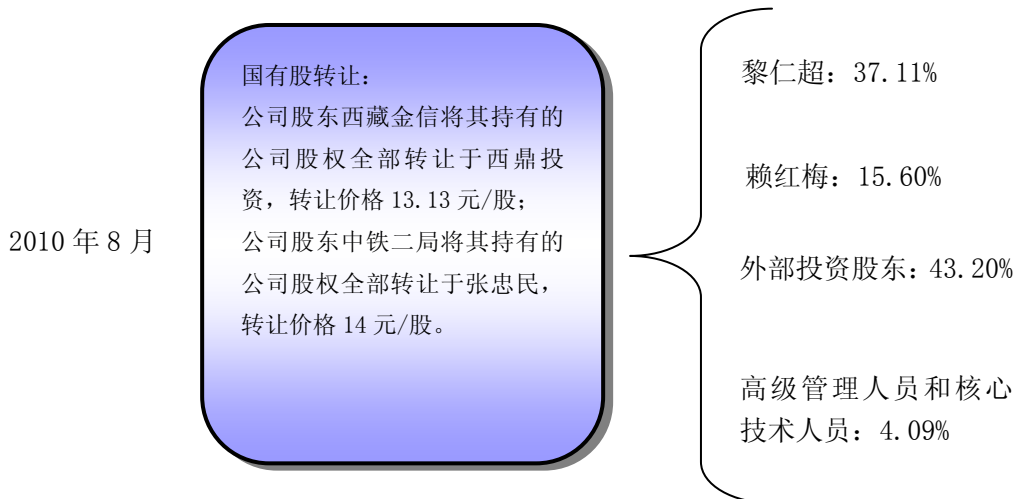 国有股转让：
公司股东西藏金信将其持有的
公司股权全部转让于西鼎投
资，转让价格 13.13 元/股；
公司股东中铁二局将其持有的
公司股权全部转让于张忠民，
转让价格 14 元/股。
2010 年 8 月
黎仁超：37.11%
赖红梅：15.60%
外部投资股东：43.20%
高级管理人员和核心
技术人员：4.09%